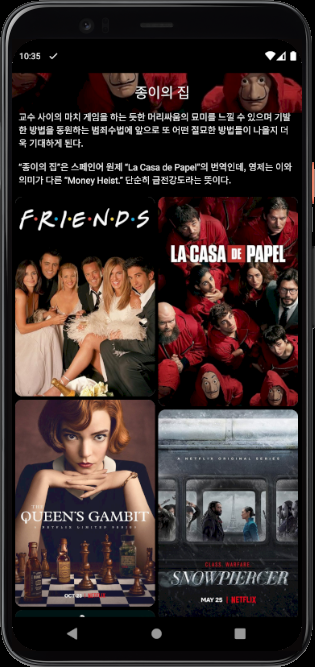 10:35
종이의 집
교수 사이의 마치 게임을 하는 듯한 머리싸움의 묘미를 느낄 수 있으며 기발
한 방법을 동원하는 범죄수법에 앞으로 또 어떤 절묘한 방법들이 나올지 더
욱 기대하게 된다.
“종이의 집”은 스페인어 원제 “La Casa de Papel”의 번역인데, 영제는 이와
의미가 다른 “Money Heist.” 단순히 금전강도라는 뜻이다.
F·R·I·E·N·D·S
LA CASA DE PAPEL
THE
QUEEN'S GAMBIT
A NETFLIX LIMITED SERIES
OCT 23
A NETFLIX ORIGINAL SERIES
CLASS WARFARE
SNOWPIERCER
MAY 25 | NETFLIX